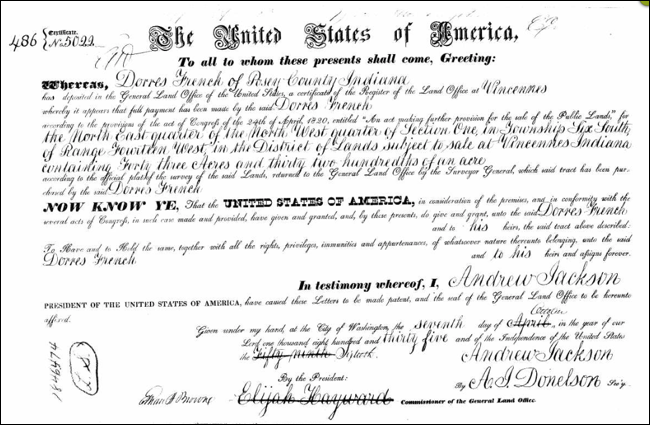 486 Certificate. No. 5022
The United States of America,
To all to whom these presents shall come, Greeting:
Whereas, Dorres French of Posey County Indiana
has deposited in the General Land Office of the United States, a certificate of the Register of the Land Office at Vincennes
whereby it appears that full payment has been made by the said Dorres French
according to the provisions of the act of Congress of the 24th of April, 1820, entitled "An act making further provision for the sale of the Public Lands," for
the North East quarter of the North West quarter of Section One, in Township Six South
of Range Fourteen West, in the District of Lands subject to sale at Vincennes Indiana
containing Forty three Acres and thirty two hundredths of an acre
according to the official plat of the survey of the said Lands, returned to the General Land Office by the Surveyor General, which said tract has been pur-
chased by the said Dorres French
NOW KNOW YE, That the UNITED STATES OF AMERICA, in consideration of the premises, and in conformity with the
several acts of Congress, in such case made and provided, have given and granted, and, by these presents, do give and grant, unto the said Dorres French
and to his heirs, the said tract above described:
To Have and to Hold the same, together with all the rights, privileges, immunities and appurtenances, of whatsoever nature thereunto belonging, unto the said
Dorres French and to his heirs and assigns forever.
In testimony whereof, I, Andrew Jackson
PRESIDENT OF THE UNITED STATES OF AMERICA, have caused these Letters to be made patent, and the seal of the General Land Office to be hereunto
affixed.
Given under my hand, at the City of Washington, the seventh day of April in the year of our
Lord one thousand eight hundred and thirty five and of the Independence of the United States
the Fifty ninth Sixtieth.
Andrew Jackson
By the President: By A. J. Donelson Sec'y.
Ethan A Brown Elijah Hayward Commissioner of the General Land Office.